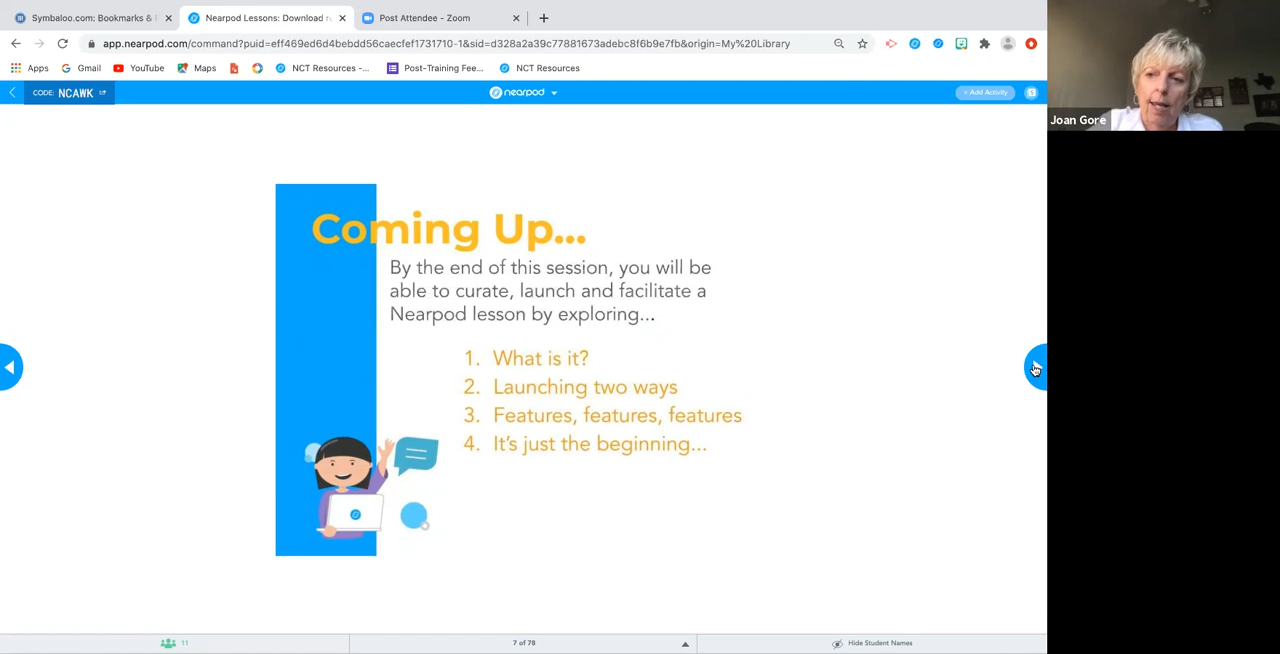 Symbaloo.com: Bookmarks &
Nearpod Lessons: Download r
Post Attendee - Zoom
app.nearpod.com/command?puid=eff469ed6d4bebdd56caecfef1731710-1&sid=d328a2a39c77881673adebc8f6b9e7fb&origin=My%20Library
Apps
Gmail
YouTube
Maps
NCT Resources -...
Post-Training Fee...
NCT Resources
CODE: NCAWK
nearpod
+ Add Activity
Joan Gore
Coming Up...
By the end of this session, you will be
able to curate, launch and facilitate a
Nearpod lesson by exploring...
1. What is it?
2. Launching two ways
3. Features, features, features
4. It's just the beginning...
11
7 of 78
Hide Student Names